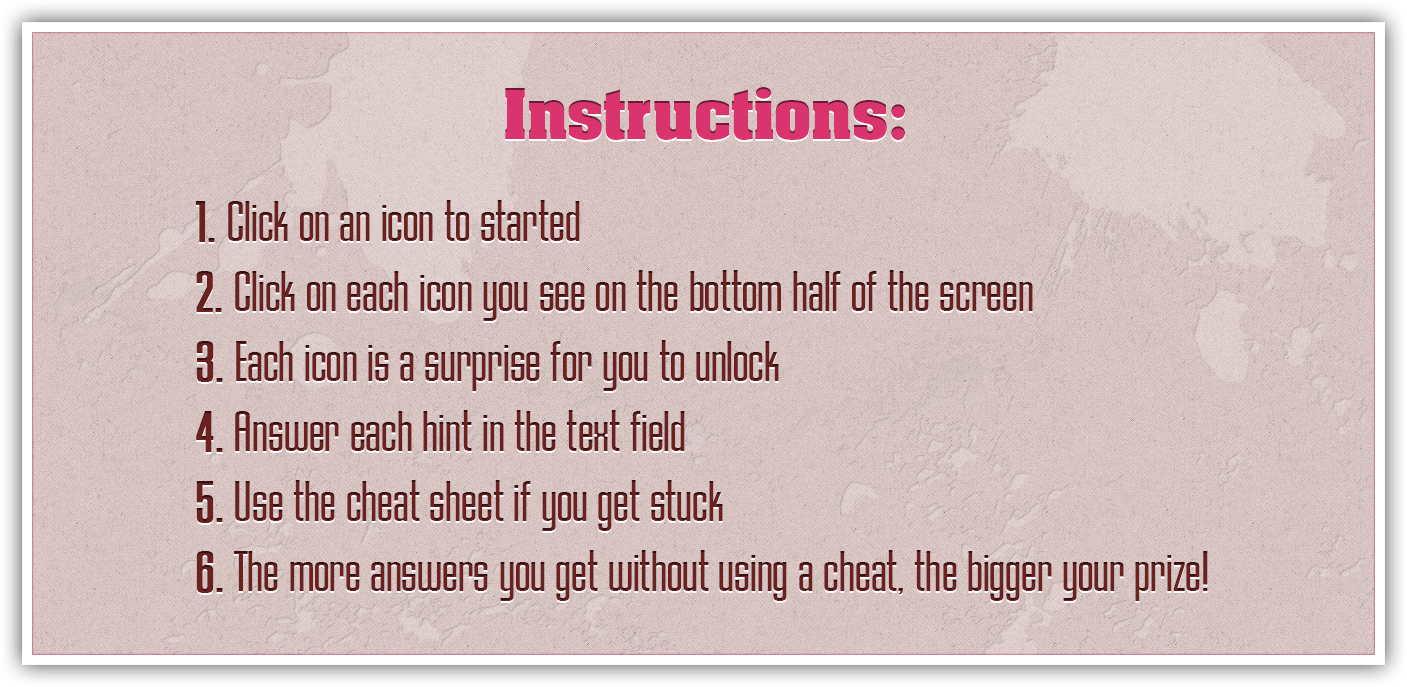 Instructions:
1. Click on an icon to started
2. Click on each icon you see on the bottom half of the screen
3. Each icon is a surprise for you to unlock
4. Answer each hint in the text field
5. Use the cheat sheet if you get stuck
6. The more answers you get without using a cheat, the bigger your prize!